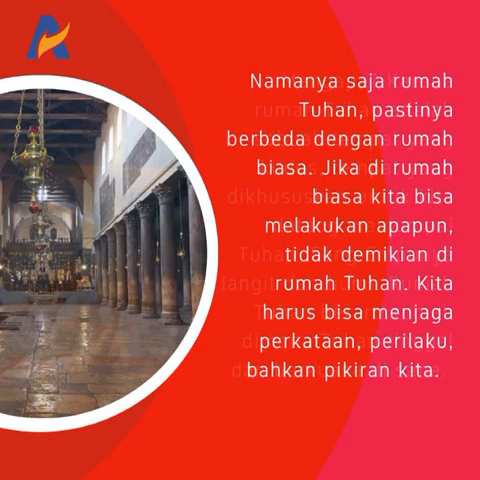 Namanya saja rumah
Tuhan, pastinya
berbeda dengan rumah
biasa. Jika di rumah
biasa kita bisa
melakukan apapun,
tidak demikian di
rumah Tuhan. Kita
harus bisa menjaga
perkataan, perilaku,
bahkan pikiran kita.